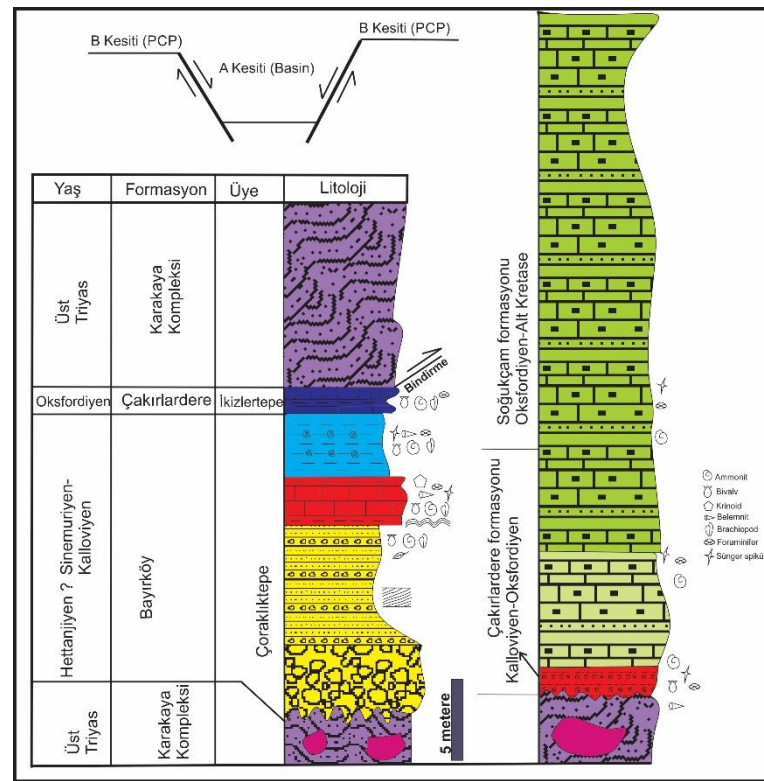 B Kesiti (PCP)
B Kesiti (PCP)
A Kesiti (Basin)
Yaş
Formasyon
Üye
Litoloji
Üst
Triyas
Karakaya
Kompleksi
Bindirme
Oksfordiyen
Çakırlardere
İkizlertepe
Hettanjiyen ? Sinemuriyen-
Kalloviyen
Bayırköy
Çoraklıktepe
Üst
Triyas
Karakaya
Kompleksi
5 metere
Soğukçam formasyonu
Oksfordiyen-Alt Kretase
Çakırlardere formasyonu
Kalloviyen-Oksfordiyen
Ammonit
Bivalv
Krinoid
Belemnit
Brachiopod
Foraminifer
Sünger spikül